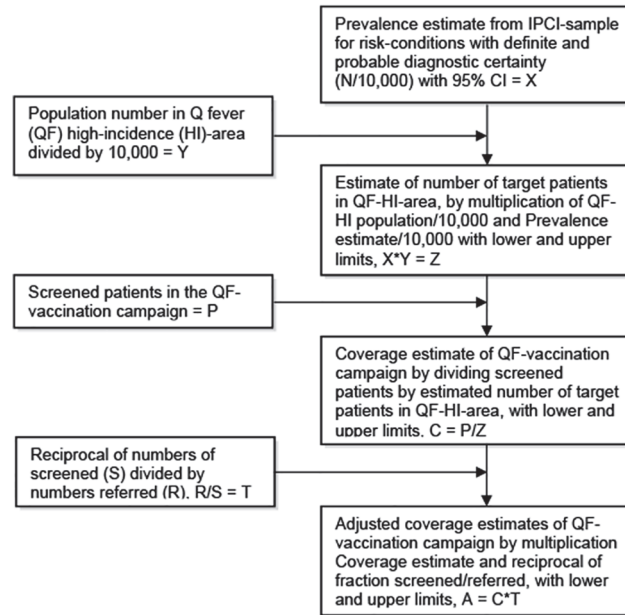 Prevalence estimate from IPCI-sample
for risk-conditions with definite and
probable diagnostic certainty
(N/10,000) with 95% CI = X
Population number in Q fever
(QF) high-incidence (HI)-area
divided by 10,000 = Y
Estimate of number of target patients
in QF-HI-area, by multiplication of QF-
HI population/10,000 and Prevalence
estimate/10,000 with lower and upper
limits, X*Y = Z
Screened patients in the QF-
vaccination campaign = P
Coverage estimate of QF-vaccination
campaign by dividing screened
patients by estimated number of target
patients in QF-HI-area, with lower and
upper limits. C = P/Z
Reciprocal of numbers of
screened (S) divided by
numbers referred (R). R/S = T
Adjusted coverage estimates of QF-
vaccination campaign by multiplication
Coverage estimate and reciprocal of
fraction screened/referred, with lower
and upper limits, A = C*T